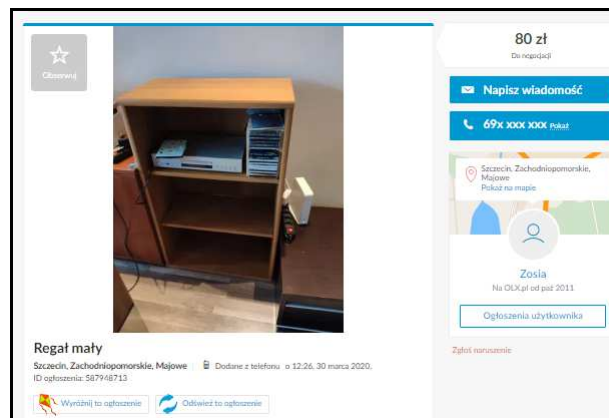 Obserwuj
80 zł
Do negocjacji
Napisz wiadomość
69x xxx xxx Pokaż
Szczecin, Zachodniopomorskie,
Majowe
Pokaż na mapie
Zosia
Na OLX.pl od paź 2011
Ogłoszenia użytkownika
Zgłoś naruszenie
Regał mały
Szczecin, Zachodniopomorskie, Majowe Dodane z telefonu o 12:26, 30 marca 2020,
ID ogłoszenia: 587948713
Wyróżnij to ogłoszenie Odśwież to ogłoszenie